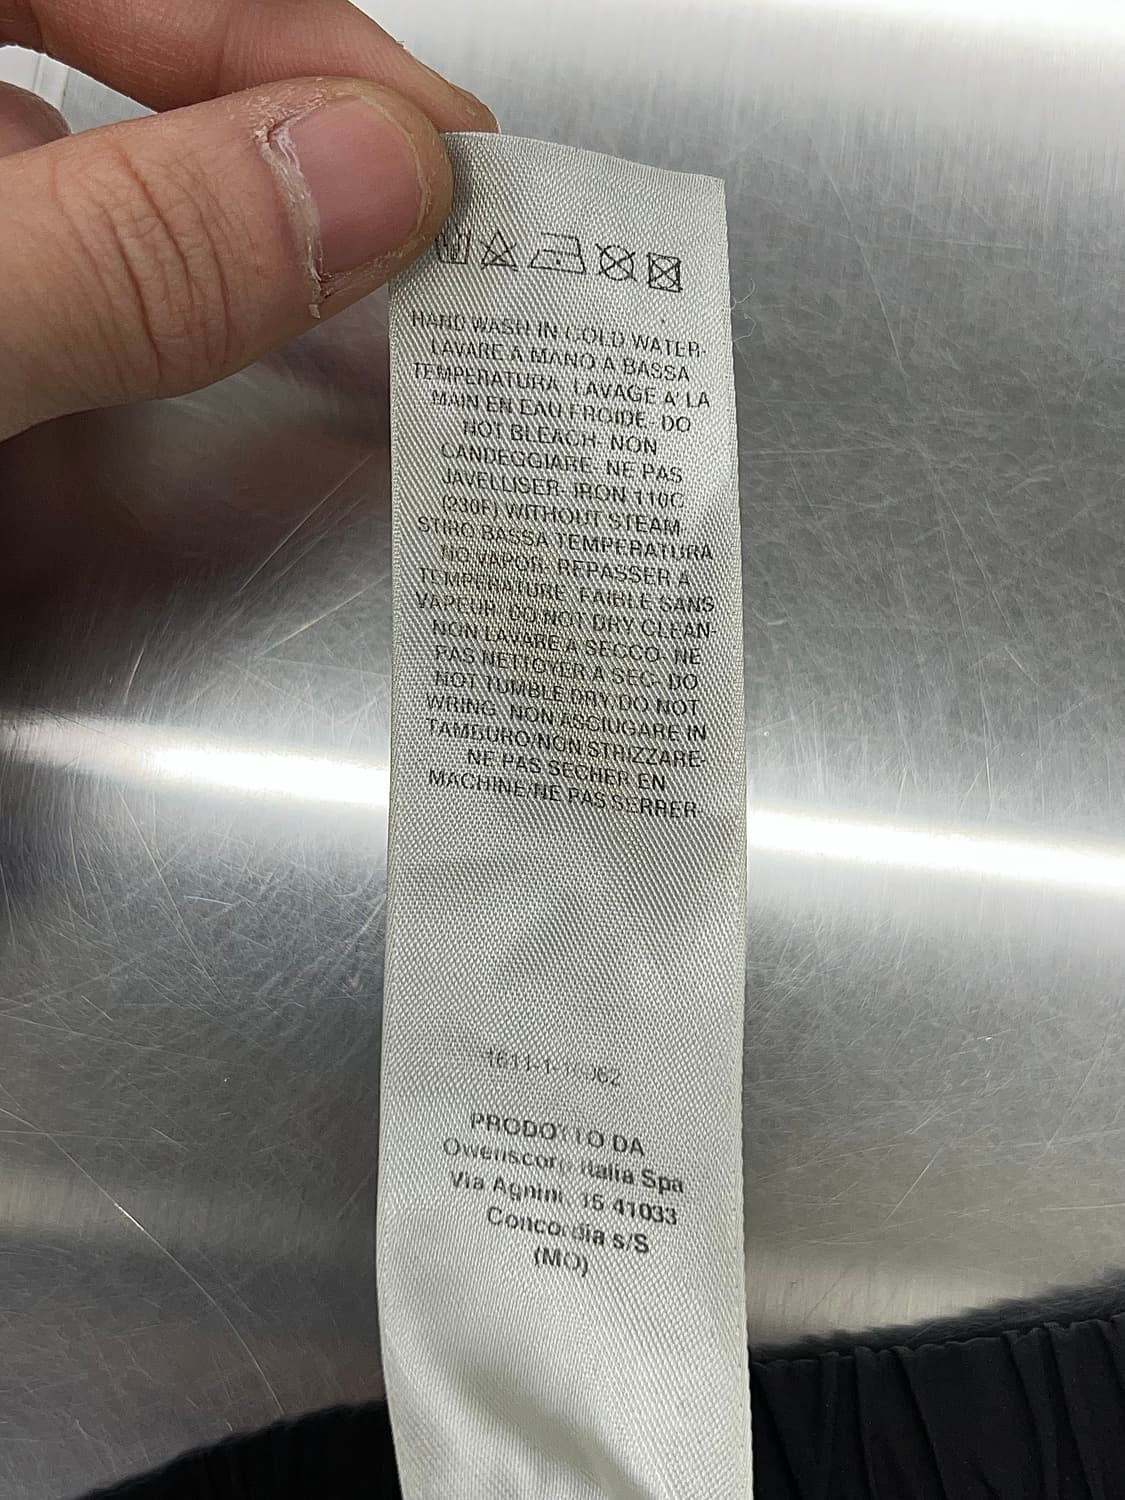 HAND WASH IN COLD WATER-
LAVARE A MANO A BASSA
TEMPERATURA- LAVAGE A' LA
MAIN EN EAU FROIDE- DO
NOT BLEACH- NON
CANDEGGIARE- NE PAS
JAVELLISER- IRON 110C
(230F) WITHOUT STEAM
STIRO BASSA TEMPERATURA
NO VAPOR- REPASSER A
TEMPERATURE FAIBLE SANS
VAPEUR- DO NOT DRY CLEAN-
NON LAVARE A SECCO- NE
PAS NETTOYER A SEC- DO
NOT TUMBLE DRY/DO NOT
WRING- NON ASCIUGARE IN
TAMBURO/NON STRIZZARE-
NE PAS SECHER EN
MACHINE/NE PAS SERRER
PRODOTTO DA
Owenscorp Italia Spa
Via Agnini, 15 41033
Concordia s/S
(MO)